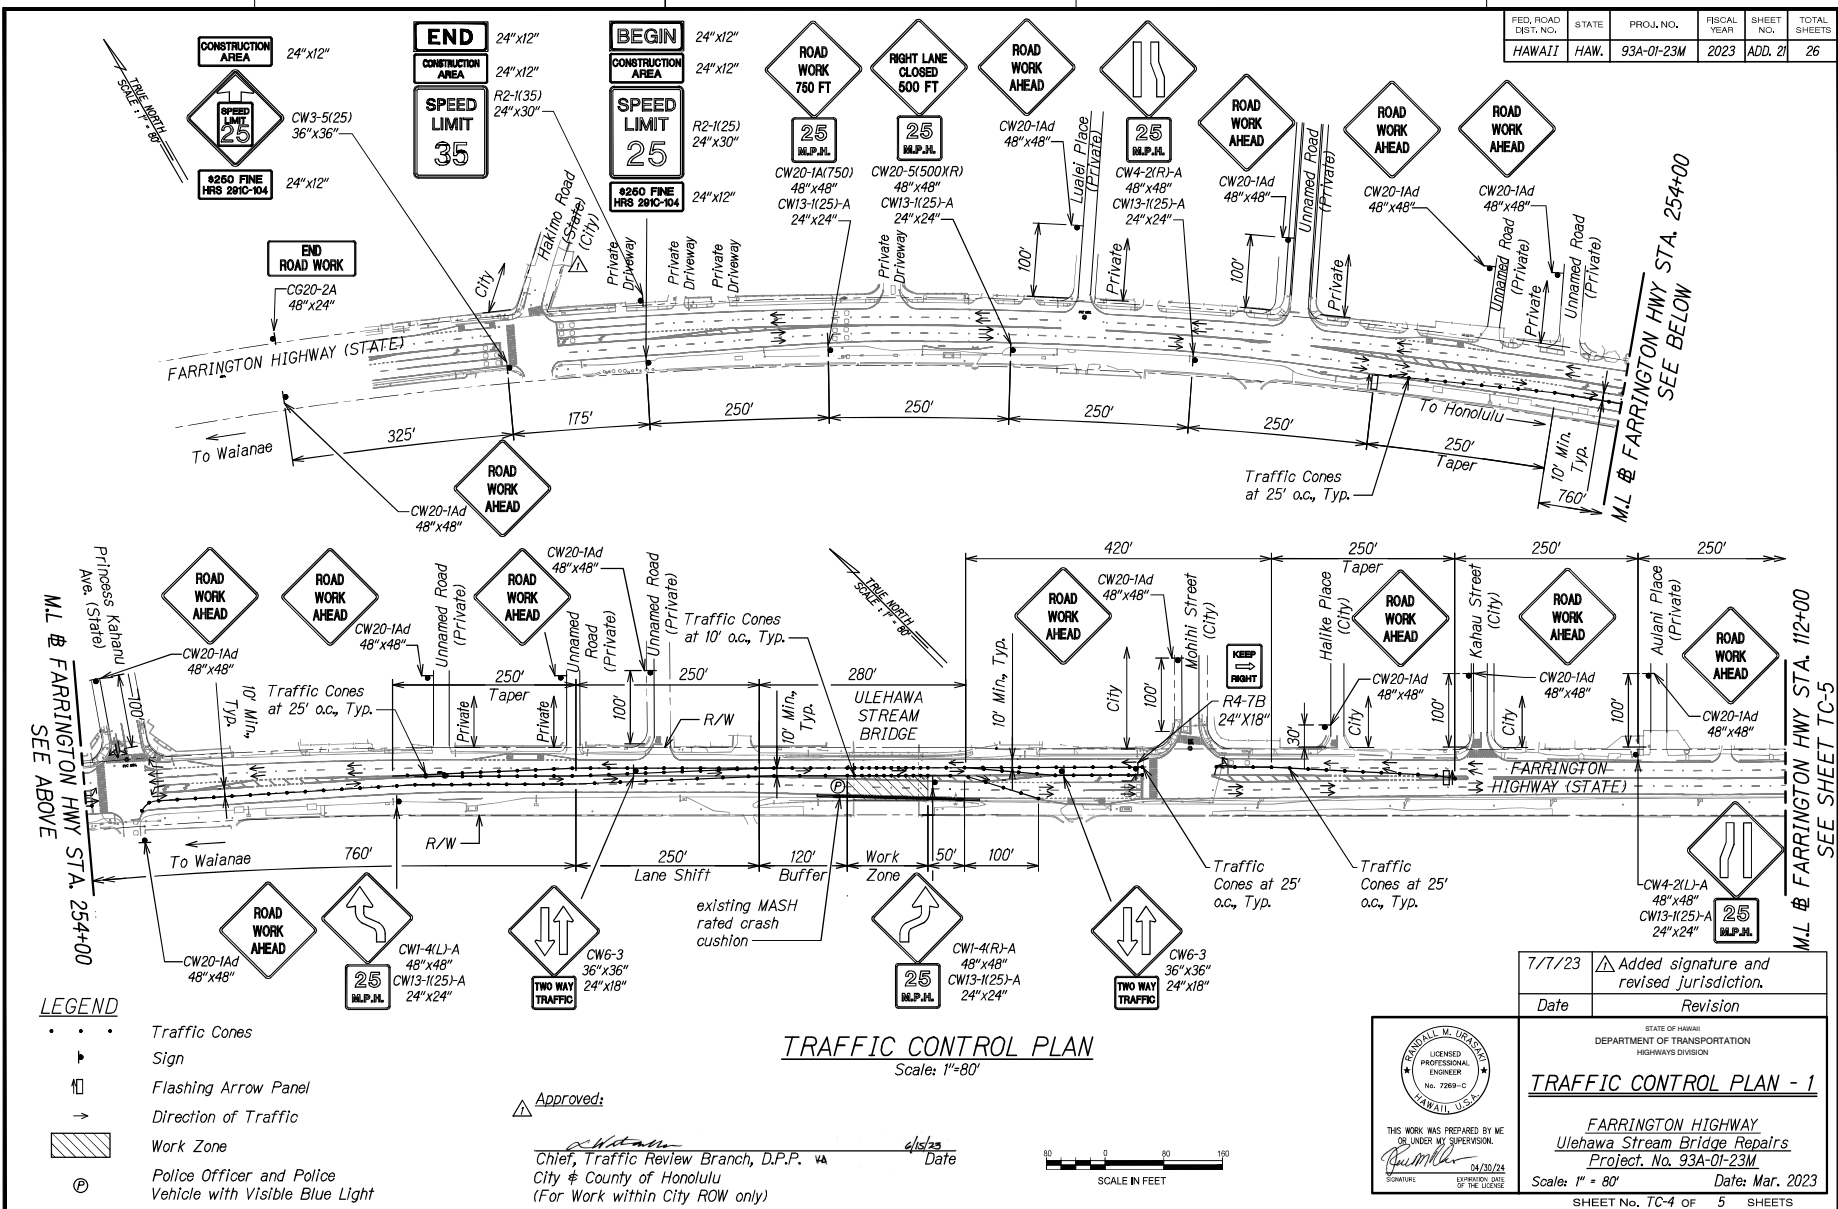 FED. ROAD DIST. NO. STATE PROJ. NO. FISCAL YEAR SHEET NO. TOTAL SHEETS
HAWAII HAW. 93A-01-23M 2023 ADD. 21 26
TRUE NORTH
SCALE : 1" = 80'
CONSTRUCTION
AREA
24"x12"
SPEED
LIMIT
25
CW3-5(25)
36"x36"
$250 FINE
HRS 291C-104
24"x12"
END
24"x12"
CONSTRUCTION
AREA
24"x12"
SPEED
LIMIT
35
R2-1(35)
24"x30"
BEGIN
24"x12"
CONSTRUCTION
AREA
24"x12"
SPEED
LIMIT
25
R2-1(25)
24"x30"
$250 FINE
HRS 291C-104
24"x12"
ROAD
WORK
750 FT
25
M.P.H.
CW20-1A(750)
48"x48"
CW13-1(25)-A
24"x24"
RIGHT LANE
CLOSED
500 FT
25
M.P.H.
CW20-5(500)(R)
48"x48"
CW13-1(25)-A
24"x24"
ROAD
WORK
AHEAD
CW20-1Ad
48"x48"
25
M.P.H.
CW4-2(R)-A
48"x48"
CW13-1(25)-A
24"x24"
ROAD
WORK
AHEAD
CW20-1Ad
48"x48"
ROAD
WORK
AHEAD
CW20-1Ad
48"x48"
ROAD
WORK
AHEAD
CW20-1Ad
48"x48"
END
ROAD WORK
CG20-2A
48"x24"
City
Hakimo Road
(State)
(City)
1
Private
Driveway
Private
Driveway
Private
Driveway
Private
Driveway
100'
Lualei Place
(Private)
Private
100'
Unnamed Road
(Private)
Private
Unnamed Road
(Private)
Private
Unnamed Road
(Private)
M.L ⅊ FARRINGTON HWY STA. 254+00
SEE BELOW
FARRINGTON HIGHWAY (STATE)
To Waianae
325'
175'
250'
250'
250'
250'
250'
Taper
To Honolulu
10' Min.
Typ.
760'
Traffic Cones
at 25' o.c., Typ.
ROAD
WORK
AHEAD
CW20-1Ad
48"x48"
M.L ⅊ FARRINGTON HWY STA. 254+00
SEE ABOVE
Princess Kahanu
Ave. (State)
ROAD
WORK
AHEAD
CW20-1Ad
48"x48"
100'
10' Min.,
Typ.
ROAD
WORK
AHEAD
CW20-1Ad
48"x48"
Traffic Cones
at 25' o.c., Typ.
Unnamed Road
(Private)
250'
Taper
Private
ROAD
WORK
AHEAD
CW20-1Ad
48"x48"
Private
Unnamed
Road
(Private)
100'
Unnamed Road
(Private)
250'
R/W
Traffic Cones
at 10' o.c., Typ.
10' Min.,
Typ.
280'
ULEHAWA
STREAM
BRIDGE
TRUE NORTH
SCALE : 1" = 80'
420'
10' Min., Typ.
ROAD
WORK
AHEAD
CW20-1Ad
48"x48"
City
100'
Mohihi Street
(City)
KEEP
RIGHT
R4-7B
24"X18"
250'
Taper
30'
Halike Place
(City)
City
ROAD
WORK
AHEAD
CW20-1Ad
48"x48"
100'
Kahau Street
(City)
City
250'
ROAD
WORK
AHEAD
CW20-1Ad
48"x48"
100'
Aulani Place
(Private)
250'
ROAD
WORK
AHEAD
CW20-1Ad
48"x48"
M.L ⅊ FARRINGTON HWY STA. 112+00
SEE SHEET TC-5
FARRINGTON
HIGHWAY (STATE)
P
To Waianae
R/W
760'
250'
Lane Shift
120'
Buffer
Work
Zone
50'
100'
Traffic
Cones at 25'
o.c., Typ.
Traffic
Cones at 25'
o.c., Typ.
CW20-1Ad
48"x48"
ROAD
WORK
AHEAD
25
M.P.H.
CW1-4(L)-A
48"x48"
CW13-1(25)-A
24"x24"
TWO WAY
TRAFFIC
CW6-3
36"x36"
24"x18"
existing MASH
rated crash
cushion
25
M.P.H.
CW1-4(R)-A
48"x48"
CW13-1(25)-A
24"x24"
TWO WAY
TRAFFIC
CW6-3
36"x36"
24"x18"
CW4-2(L)-A
48"x48"
CW13-1(25)-A
24"x24"
25
M.P.H.
LEGEND
Traffic Cones
Sign
Flashing Arrow Panel
Direction of Traffic
Work Zone
P
Police Officer and Police
Vehicle with Visible Blue Light
TRAFFIC CONTROL PLAN
Scale: 1"=80'
1 Approved:
6/15/23
Chief, Traffic Review Branch, D.P.P. Date
City & County of Honolulu
(For Work within City ROW only)
80 0 80 160
SCALE IN FEET
7/7/23 1 Added signature and
revised jurisdiction.
Date Revision
RANDALL M. URASAKI
LICENSED
PROFESSIONAL
ENGINEER
No. 7269-C
HAWAII, U.S.A.
THIS WORK WAS PREPARED BY ME
OR UNDER MY SUPERVISION.
04/30/24
SIGNATURE EXPIRATION DATE
OF THE LICENSE
STATE OF HAWAII
DEPARTMENT OF TRANSPORTATION
HIGHWAYS DIVISION
TRAFFIC CONTROL PLAN - 1
FARRINGTON HIGHWAY
Ulehawa Stream Bridge Repairs
Project. No. 93A-01-23M
Scale: 1" = 80' Date: Mar. 2023
SHEET No. TC-4 OF 5 SHEETS